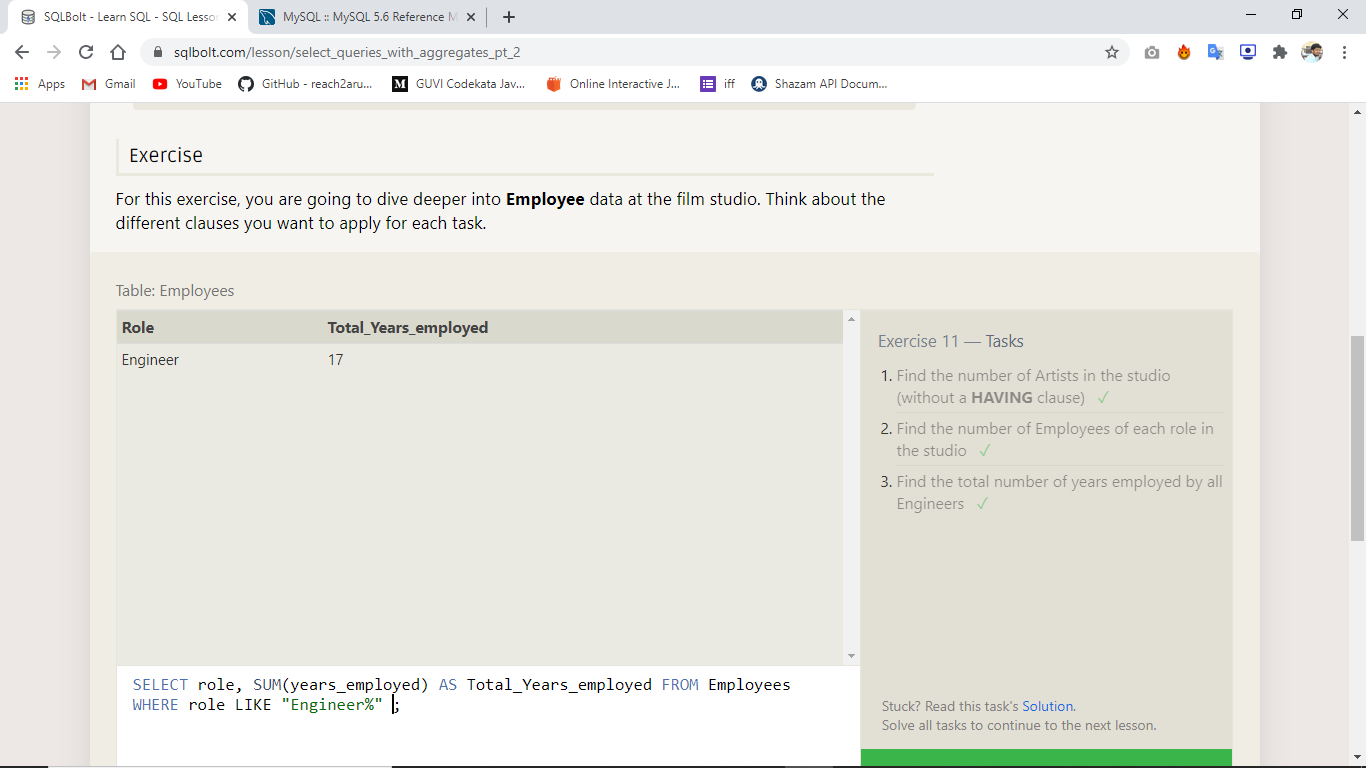 SQLBolt - Learn SQL - SQL Lesson
MySQL :: MySQL 5.6 Reference M
sqlbolt.com/lesson/select_queries_with_aggregates_pt_2
Apps
Gmail
YouTube
GitHub - reach2aru...
GUVI Codekata Jav...
Online Interactive J...
iff
Shazam API Docum...
Exercise
For this exercise, you are going to dive deeper into Employee data at the film studio. Think about the
different clauses you want to apply for each task.
Table: Employees
Role Total_Years_employed
Engineer 17
SELECT role, SUM(years_employed) AS Total_Years_employed FROM Employees
WHERE role LIKE "Engineer%" ;
Exercise 11 — Tasks
1. Find the number of Artists in the studio
(without a HAVING clause) ✓
2. Find the number of Employees of each role in
the studio ✓
3. Find the total number of years employed by all
Engineers ✓
Stuck? Read this task's Solution.
Solve all tasks to continue to the next lesson.